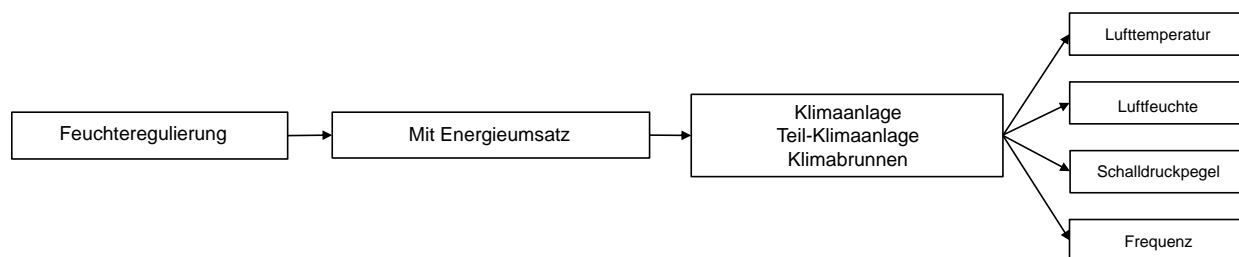 Feuchteregulierung
Mit Energieumsatz
Klimaanlage
Teil-Klimaanlage
Klimabrunnen
Lufttemperatur
Luftfeuchte
Schalldruckpegel
Frequenz